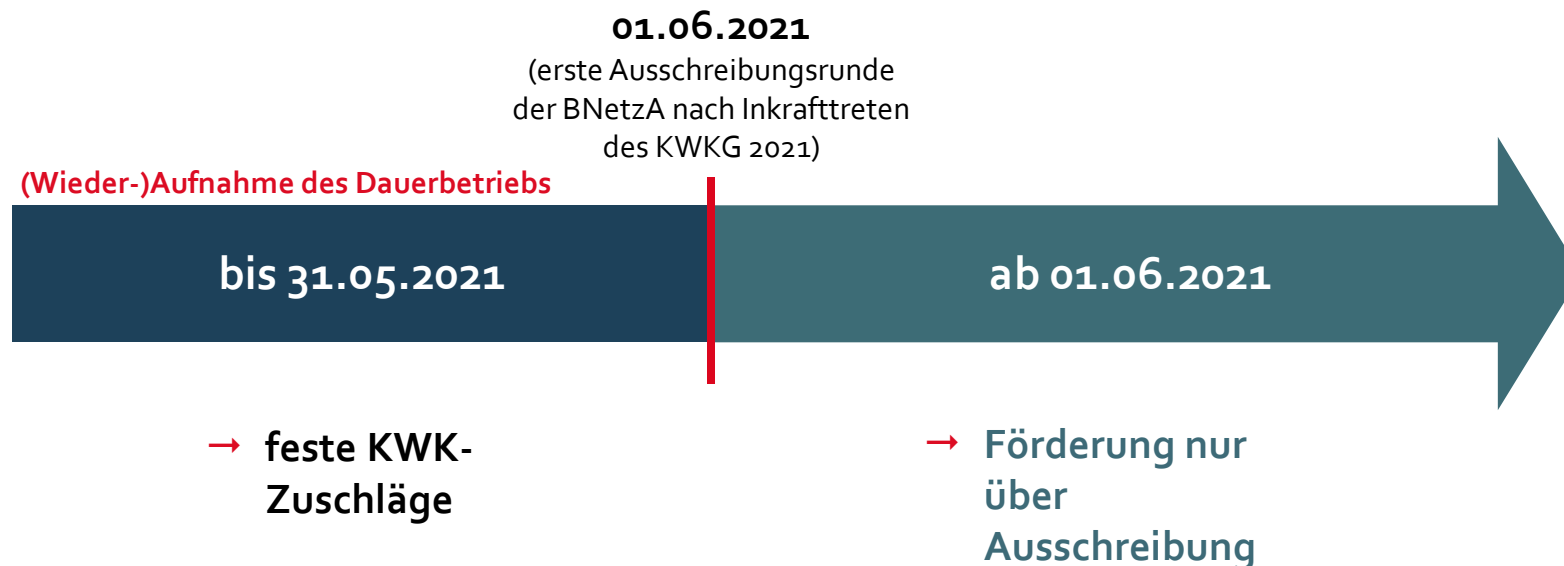 01.06.2021
(erste Ausschreibungsrunde
der BNetzA nach Inkrafttreten
des KWKG 2021)
(Wieder-)Aufnahme des Dauerbetriebs
bis 31.05.2021
ab 01.06.2021
→ feste KWK-
Zuschläge
→ Förderung nur
über
Ausschreibung